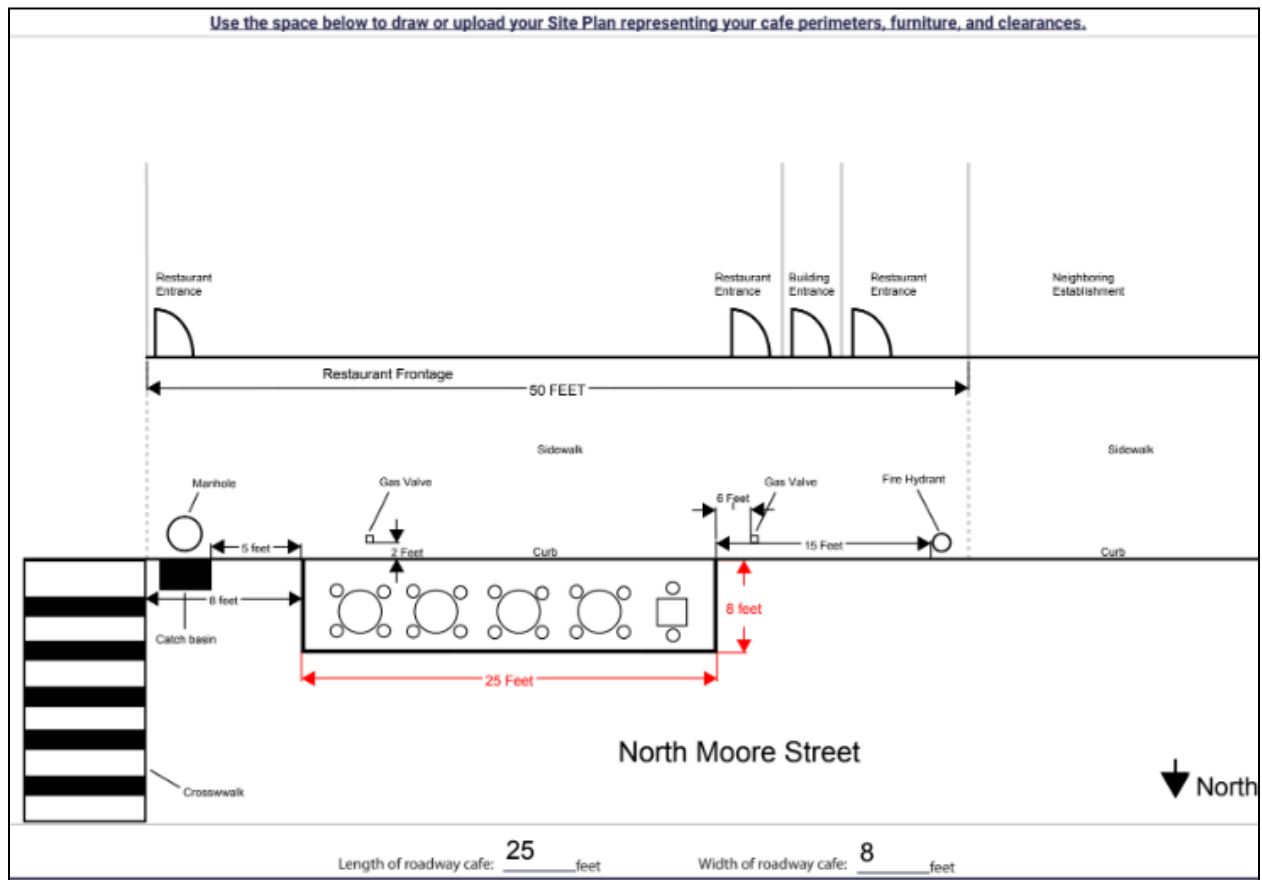 Use the space below to draw or upload your Site Plan representing your cafe perimeters, furniture, and clearances.
Restaurant
Entrance
Restaurant
Entrance
Building
Entrance
Restaurant
Entrance
Neighboring
Establishment
Restaurant Frontage
50 FEET
Sidewalk
Sidewalk
Manhole
Gas Valve
Gas Valve
Fire Hydrant
6 Feet
5 feet
2 Feet
Curb
15 Feet
Curb
8 feet
8 feet
Catch basin
25 Feet
North Moore Street
Crosswwalk
North
Length of roadway cafe: 25 feet
Width of roadway cafe: 8 feet